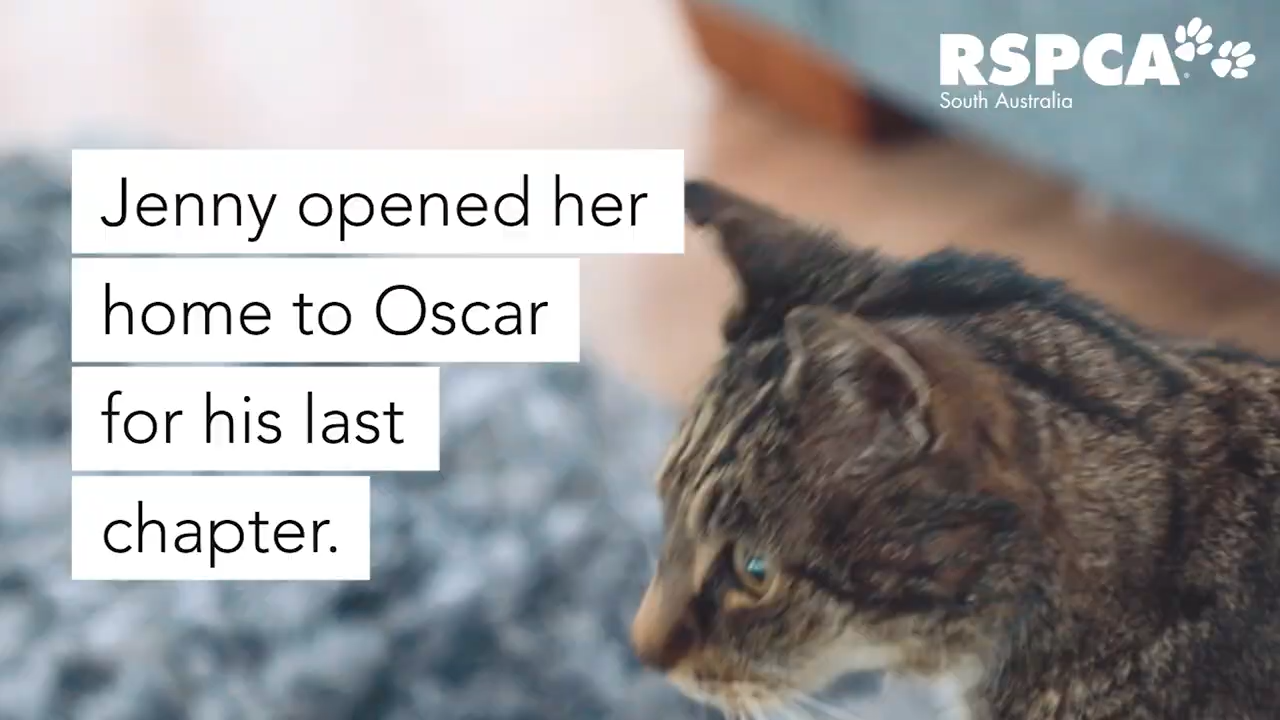 RSPCA
South Australia
Jenny opened her
home to Oscar
for his last
chapter.